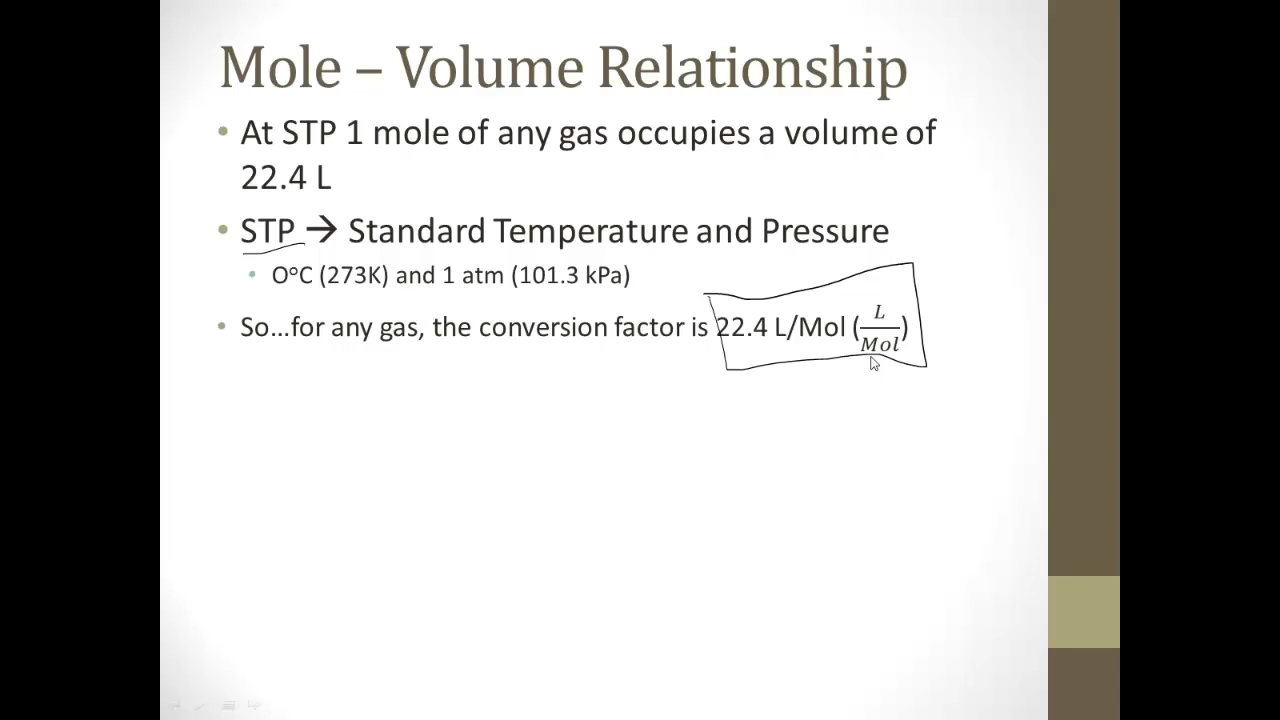 Mole – Volume Relationship
• At STP 1 mole of any gas occupies a volume of
22.4 L
• STP → Standard Temperature and Pressure
• O°C (273K) and 1 atm (101.3 kPa)
• So…for any gas, the conversion factor is 22.4 L/Mol (L/Mol)